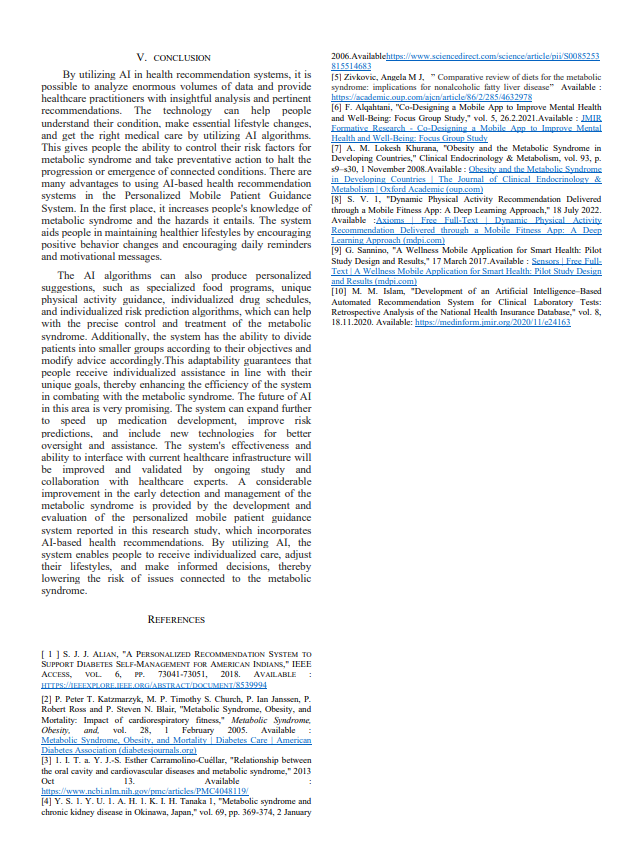 V. CONCLUSION
By utilizing AI in health recommendation systems, it is
possible to analyze enormous volumes of data and provide
healthcare practitioners with insightful analysis and pertinent
recommendations. The technology can help people
understand their condition, make essential lifestyle changes,
and get the right medical care by utilizing AI algorithms.
This gives people the ability to control their risk factors for
metabolic syndrome and take preventative action to halt the
progression or emergence of connected conditions. There are
many advantages to using AI-based health recommendation
systems in the Personalized Mobile Patient Guidance
System. In the first place, it increases people's knowledge of
metabolic syndrome and the hazards it entails. The system
aids people in maintaining healthier lifestyles by encouraging
positive behavior changes and encouraging daily reminders
and motivational messages.
The AI algorithms can also produce personalized
suggestions, such as specialized food programs, unique
physical activity guidance, individualized drug schedules,
and individualized risk prediction algorithms, which can help
with the precise control and treatment of the metabolic
syndrome. Additionally, the system has the ability to divide
patients into smaller groups according to their objectives and
modify advice accordingly.This adaptability guarantees that
people receive individualized assistance in line with their
unique goals, thereby enhancing the efficiency of the system
in combating with the metabolic syndrome. The future of AI
in this area is very promising. The system can expand further
to speed up medication development, improve risk
predictions, and include new technologies for better
oversight and assistance. The system's effectiveness and
ability to interface with current healthcare infrastructure will
be improved and validated by ongoing study and
collaboration with healthcare experts. A considerable
improvement in the early detection and management of the
metabolic syndrome is provided by the development and
evaluation of the personalized mobile patient guidance
system reported in this research study, which incorporates
AI-based health recommendations. By utilizing AI, the
system enables people to receive individualized care, adjust
their lifestyles, and make informed decisions, thereby
lowering the risk of issues connected to the metabolic
syndrome.
REFERENCES
[ 1 ] S. J. J. ALIAN, "A PERSONALIZED RECOMMENDATION SYSTEM TO
SUPPORT DIABETES SELF-MANAGEMENT FOR AMERICAN INDIANS," IEEE
ACCESS, VOL. 6, PP. 73041-73051, 2018. AVAILABLE :
HTTPS://IEEEXPLORE.IEEE.ORG/ABSTRACT/DOCUMENT/8539994
[2] P. Peter T. Katzmarzyk, M. P. Timothy S. Church, P. Ian Janssen, P.
Robert Ross and P. Steven N. Blair, "Metabolic Syndrome, Obesity, and
Mortality: Impact of cardiorespiratory fitness," Metabolic Syndrome,
Obesity, and, vol. 28, 1 February 2005. Available :
Metabolic Syndrome, Obesity, and Mortality | Diabetes Care | American
Diabetes Association (diabetesjournals.org)
[3] 1. I. T. a. Y. J.-S. Esther Carramolino-Cuéllar, "Relationship between
the oral cavity and cardiovascular diseases and metabolic syndrome," 2013
Oct 13. Available :
https://www.ncbi.nlm.nih.gov/pmc/articles/PMC4048119/
[4] Y. S. 1. Y. U. 1. A. H. 1. K. I. H. Tanaka 1, "Metabolic syndrome and
chronic kidney disease in Okinawa, Japan," vol. 69, pp. 369-374, 2 January
2006.Availablehttps://www.sciencedirect.com/science/article/pii/S0085253
815514683
[5] Zivkovic, Angela M J, " Comparative review of diets for the metabolic
syndrome: implications for nonalcoholic fatty liver disease" Available :
https://academic.oup.com/ajcn/article/86/2/285/4632978
[6] F. Alqahtani, "Co-Designing a Mobile App to Improve Mental Health
and Well-Being: Focus Group Study," vol. 5, 26.2.2021.Available : JMIR
Formative Research - Co-Designing a Mobile App to Improve Mental
Health and Well-Being: Focus Group Study
[7] A. M. Lokesh Khurana, "Obesity and the Metabolic Syndrome in
Developing Countries," Clinical Endocrinology & Metabolism, vol. 93, p.
s9–s30, 1 November 2008.Available : Obesity and the Metabolic Syndrome
in Developing Countries | The Journal of Clinical Endocrinology &
Metabolism | Oxford Academic (oup.com)
[8] S. V. 1, "Dynamic Physical Activity Recommendation Delivered
through a Mobile Fitness App: A Deep Learning Approach," 18 July 2022.
Available :Axioms | Free Full-Text | Dynamic Physical Activity
Recommendation Delivered through a Mobile Fitness App: A Deep
Learning Approach (mdpi.com)
[9] G. Sannino, "A Wellness Mobile Application for Smart Health: Pilot
Study Design and Results," 17 March 2017.Available : Sensors | Free Full-
Text | A Wellness Mobile Application for Smart Health: Pilot Study Design
and Results (mdpi.com)
[10] M. M. Islam, "Development of an Artificial Intelligence–Based
Automated Recommendation System for Clinical Laboratory Tests:
Retrospective Analysis of the National Health Insurance Database," vol. 8,
18.11.2020. Available: https://medinform.jmir.org/2020/11/e24163